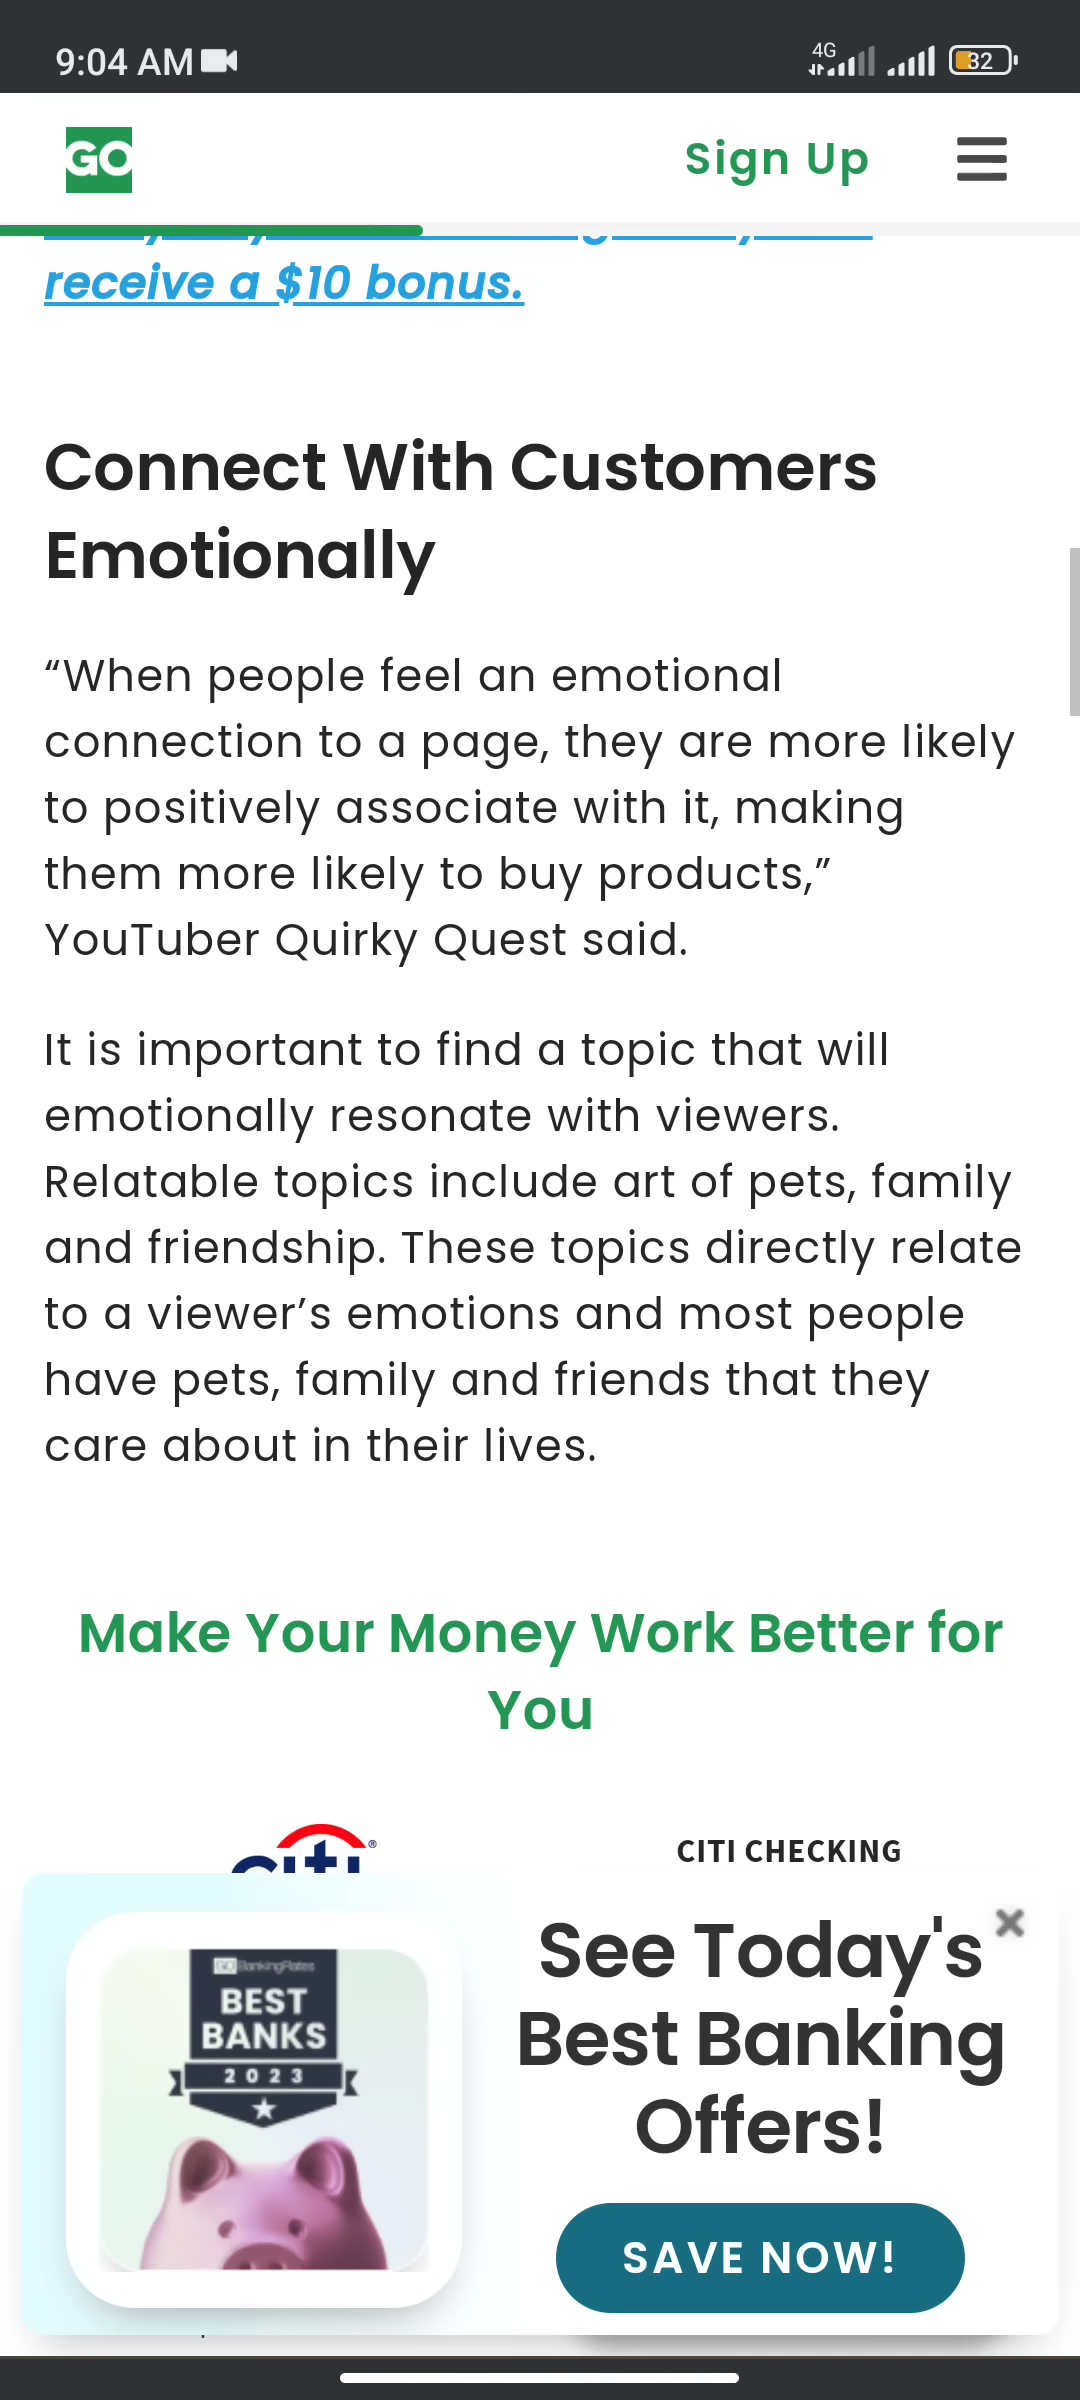 9:04 AM
4G
32
GO
Sign Up
receive a $10 bonus.
Connect With Customers
Emotionally
“When people feel an emotional
connection to a page, they are more likely
to positively associate with it, making
them more likely to buy products,”
YouTuber Quirky Quest said.
It is important to find a topic that will
emotionally resonate with viewers.
Relatable topics include art of pets, family
and friendship. These topics directly relate
to a viewer’s emotions and most people
have pets, family and friends that they
care about in their lives.
Make Your Money Work Better for
You
citi®
CITI CHECKING
GOBankingRates
BEST
BANKS
2023
See Today's
Best Banking
Offers!
SAVE NOW!